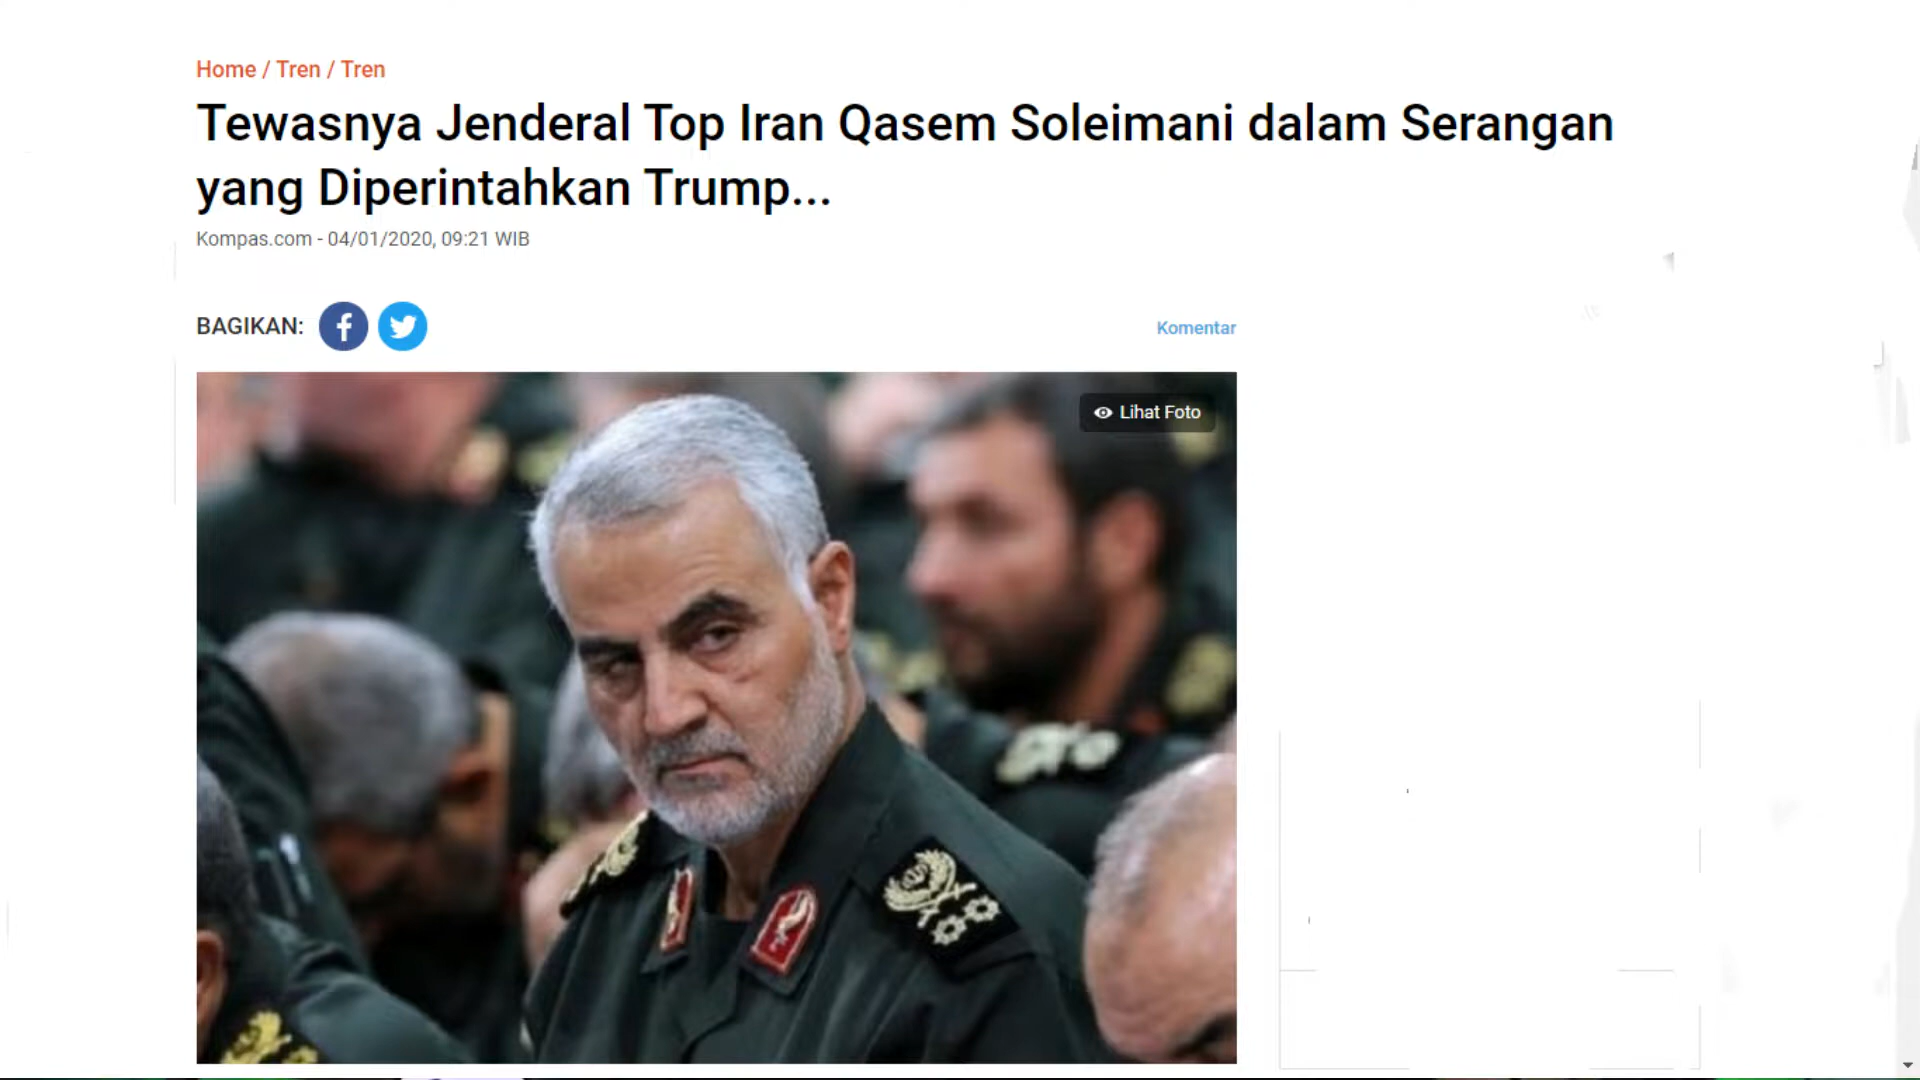 Home / Tren / Tren
Tewasnya Jenderal Top Iran Qasem Soleimani dalam Serangan
yang Diperintahkan Trump...
Kompas.com - 04/01/2020, 09:21 WIB
BAGIKAN:
Komentar
Lihat Foto